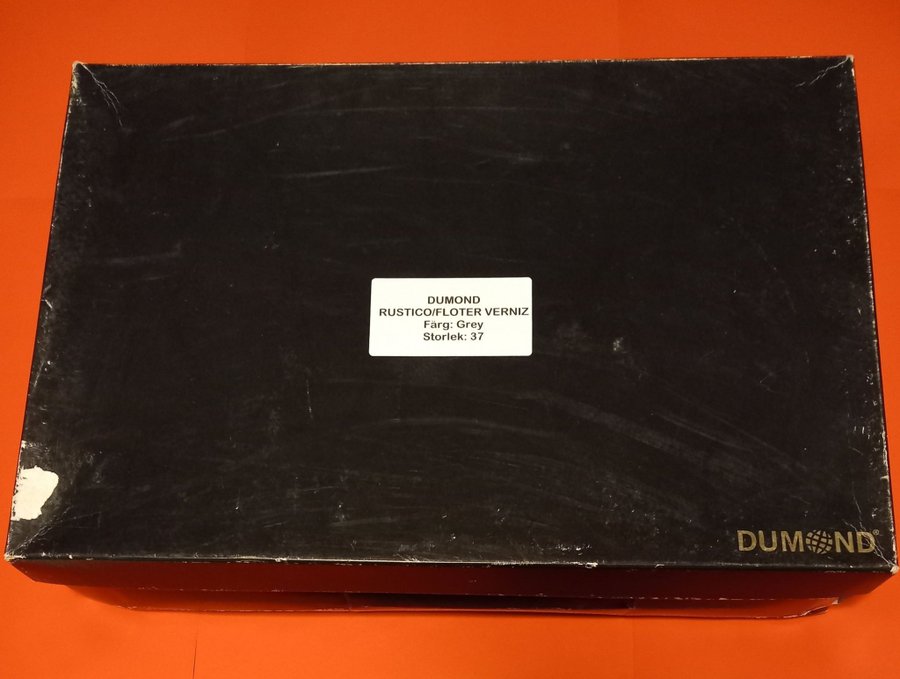 DUMOND
RUSTICO/FLOTER VERNIZ
Färg: Grey
Storlek: 37
DUMOND®